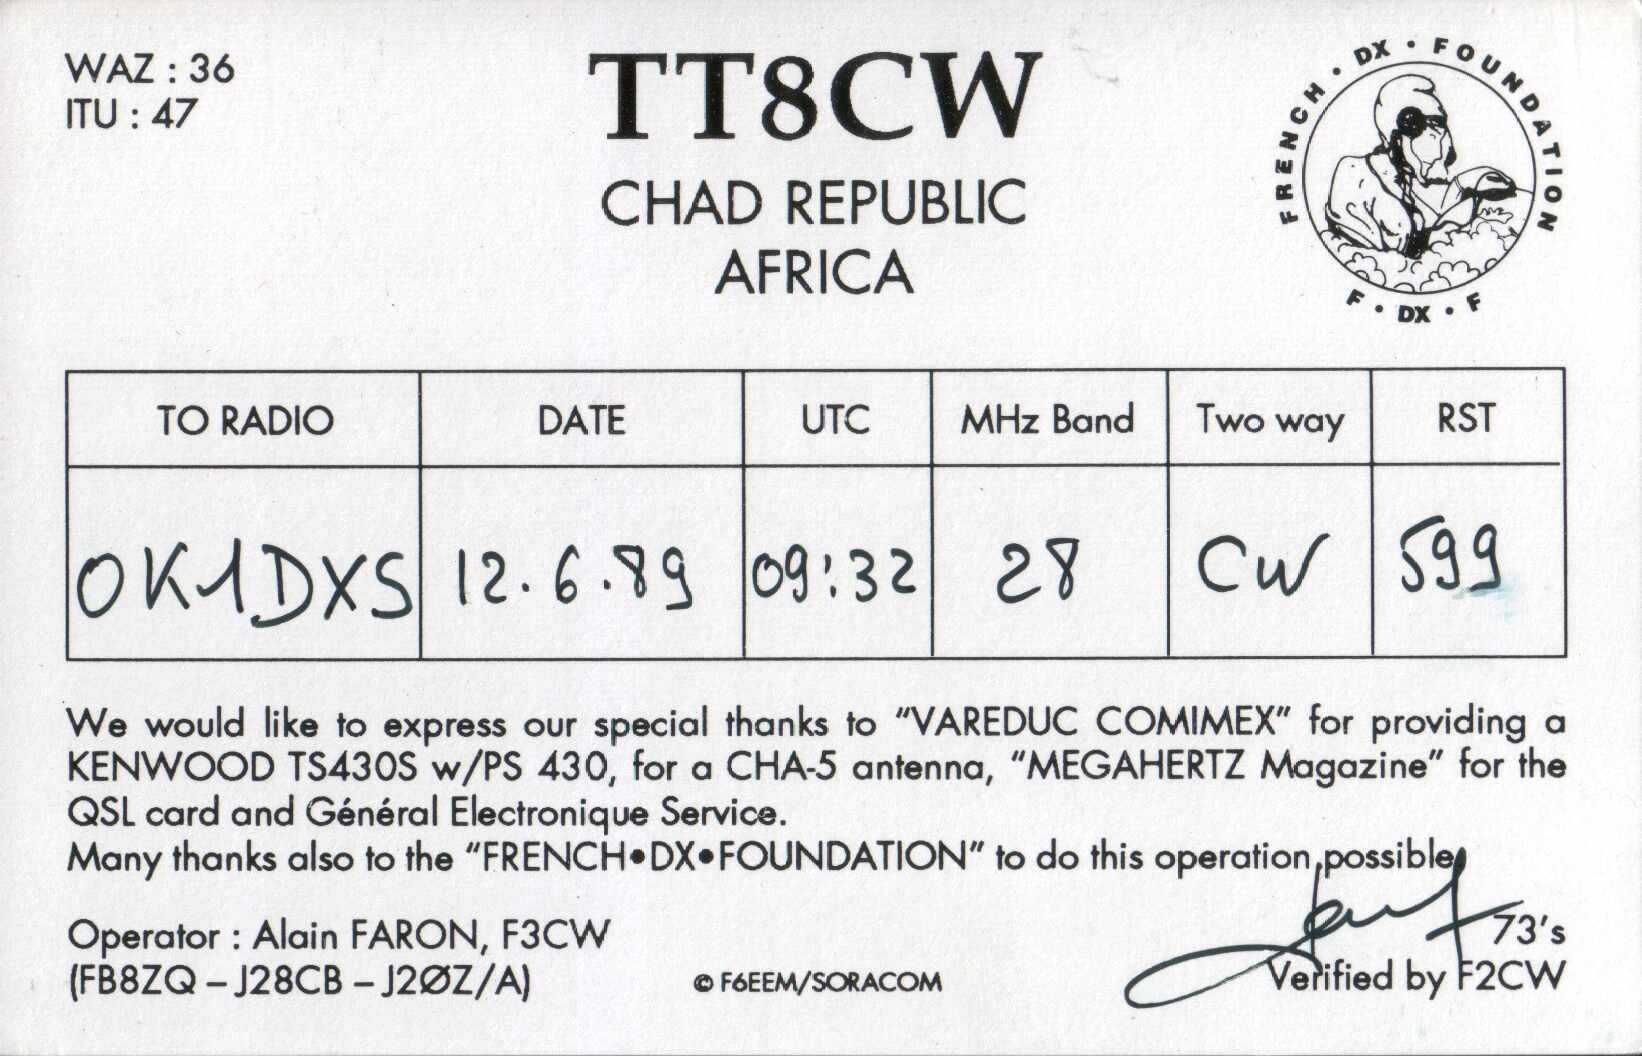 WAZ : 36
ITU : 47
TT8CW
CHAD REPUBLIC
AFRICA
FRENCH • DX • FOUNDATION
F • DX • F
TO RADIO DATE UTC MHz Band Two way RST
OK1DXS 12.6.89 09:32 28 CW 599
We would like to express our special thanks to "VAREDUC COMIMEX" for providing a
KENWOOD TS430S w/PS 430, for a CHA-5 antenna, "MEGAHERTZ Magazine" for the
QSL card and Général Electronique Service.
Many thanks also to the "FRENCH•DX•FOUNDATION" to do this operation possible
Operator : Alain FARON, F3CW
(FB8ZQ – J28CB – J2ØZ/A)
© F6EEM/SORACOM
73's
Verified by F2CW